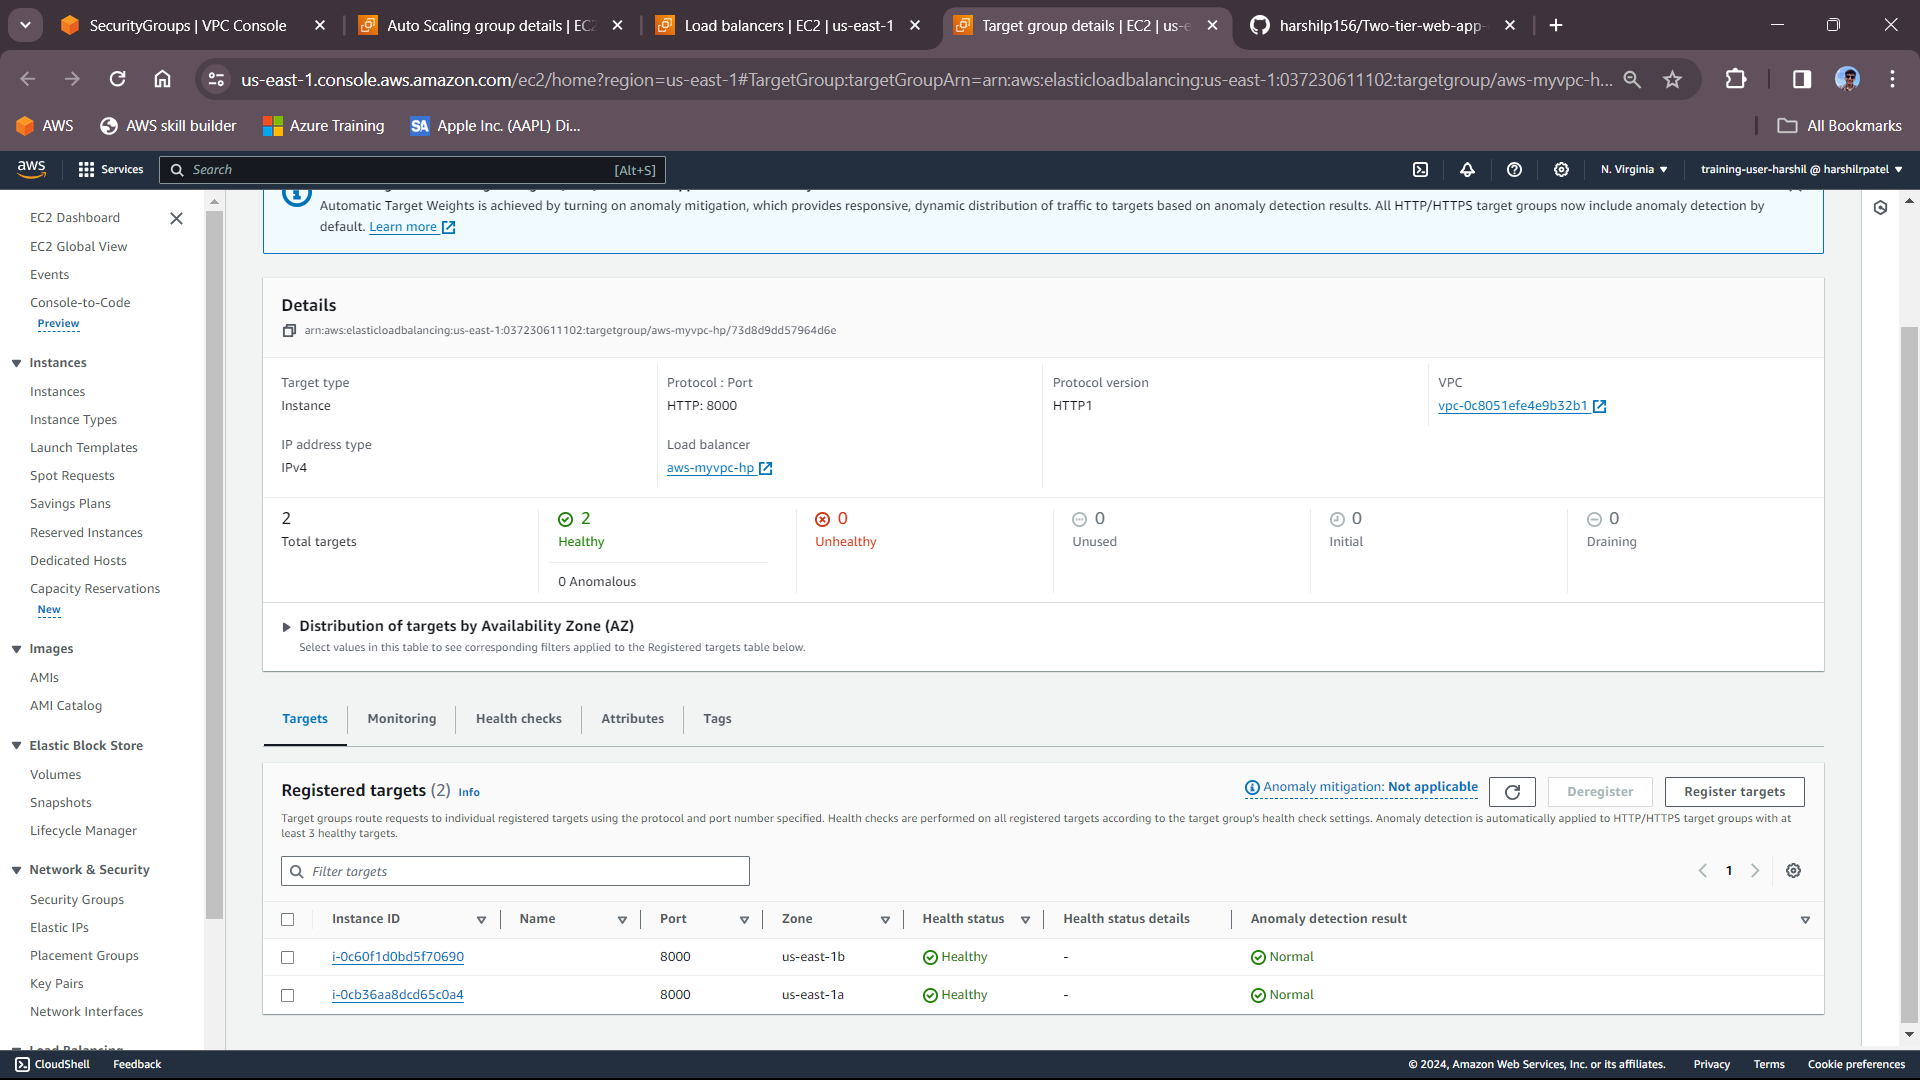 SecurityGroups | VPC Console
Auto Scaling group details | EC2
Load balancers | EC2 | us-east-1
Target group details | EC2 | us-e
harshilp156/Two-tier-web-app-
us-east-1.console.aws.amazon.com/ec2/home?region=us-east-1#TargetGroup:targetGroupArn=arn:aws:elasticloadbalancing:us-east-1:037230611102:targetgroup/aws-myvpc-h...
AWS
AWS skill builder
Azure Training
SA Apple Inc. (AAPL) Di...
All Bookmarks
aws
Services
Search
[Alt+S]
N. Virginia
training-user-harshil @ harshilrpatel
EC2 Dashboard
EC2 Global View
Events
Console-to-Code
Preview
Instances
Instances
Instance Types
Launch Templates
Spot Requests
Savings Plans
Reserved Instances
Dedicated Hosts
Capacity Reservations
New
Images
AMIs
AMI Catalog
Elastic Block Store
Volumes
Snapshots
Lifecycle Manager
Network & Security
Security Groups
Elastic IPs
Placement Groups
Key Pairs
Network Interfaces
Load Balancing
Automatic Target Weights is achieved by turning on anomaly mitigation, which provides responsive, dynamic distribution of traffic to targets based on anomaly detection results. All HTTP/HTTPS target groups now include anomaly detection by
default. Learn more
Details
arn:aws:elasticloadbalancing:us-east-1:037230611102:targetgroup/aws-myvpc-hp/73d8d9dd57964d6e
Target type
Instance
Protocol : Port
HTTP: 8000
Protocol version
HTTP1
VPC
vpc-0c8051efe4e9b32b1
IP address type
IPv4
Load balancer
aws-myvpc-hp
2
Total targets
2
Healthy
0 Anomalous
0
Unhealthy
0
Unused
0
Initial
0
Draining
Distribution of targets by Availability Zone (AZ)
Select values in this table to see corresponding filters applied to the Registered targets table below.
Targets
Monitoring
Health checks
Attributes
Tags
Registered targets (2) Info
Anomaly mitigation: Not applicable
Deregister
Register targets
Target groups route requests to individual registered targets using the protocol and port number specified. Health checks are performed on all registered targets according to the target group's health check settings. Anomaly detection is automatically applied to HTTP/HTTPS target groups with at
least 3 healthy targets.
Filter targets
1
Instance ID Name Port Zone Health status Health status details Anomaly detection result
i-0c60f1d0bd5f70690 8000 us-east-1b Healthy - Normal
i-0cb36aa8dcd65c0a4 8000 us-east-1a Healthy - Normal
CloudShell
Feedback
© 2024, Amazon Web Services, Inc. or its affiliates.
Privacy
Terms
Cookie preferences